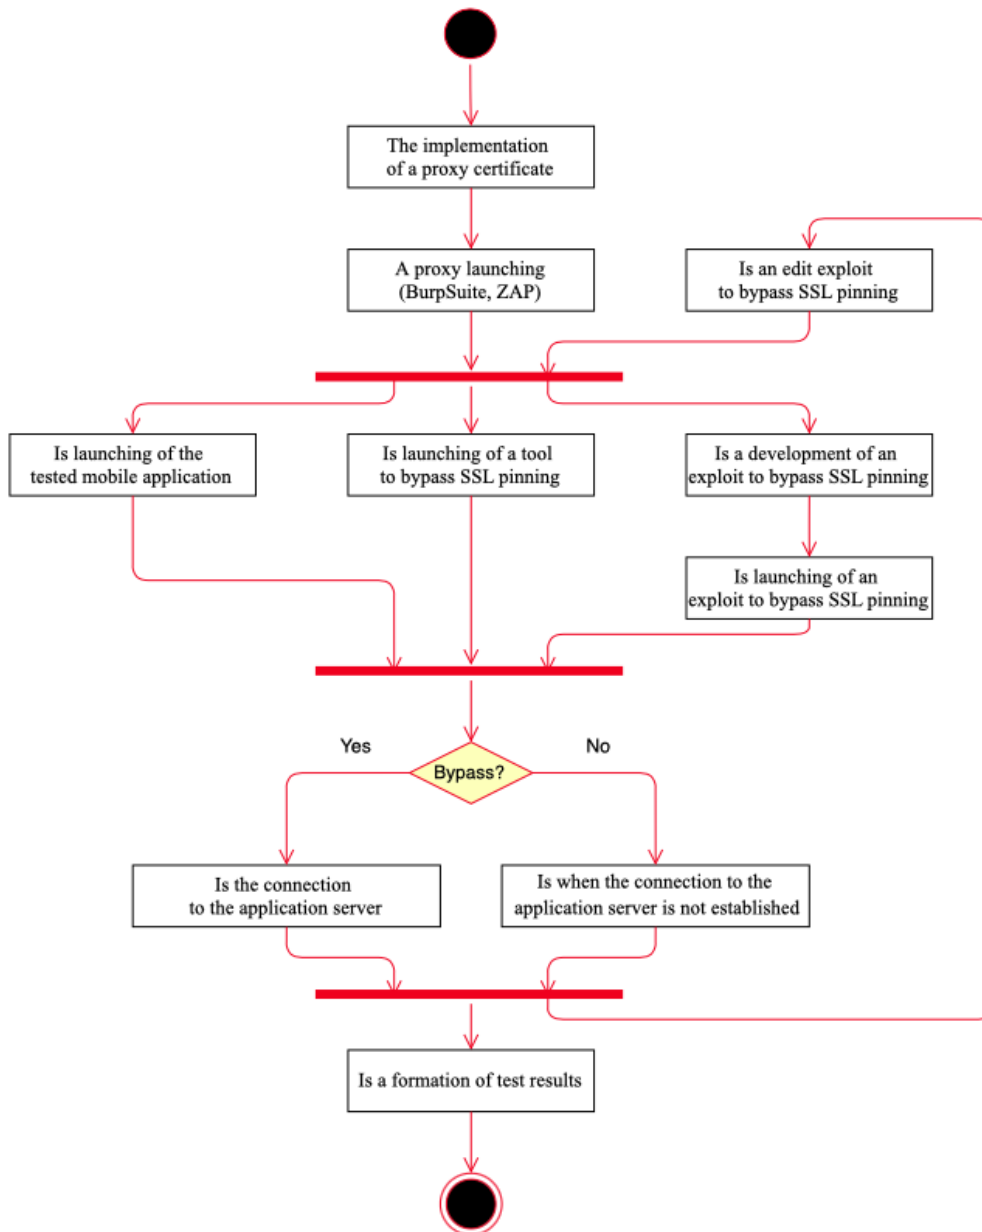 The implementation
of a proxy certificate
A proxy launching
(BurpSuite, ZAP)
Is an edit exploit
to bypass SSL pinning
Is launching of the
tested mobile application
Is launching of a tool
to bypass SSL pinning
Is a development of an
exploit to bypass SSL pinning
Is launching of an
exploit to bypass SSL pinning
Yes
No
Bypass?
Is the connection
to the application server
Is when the connection to the
application server is not established
Is a formation of test results